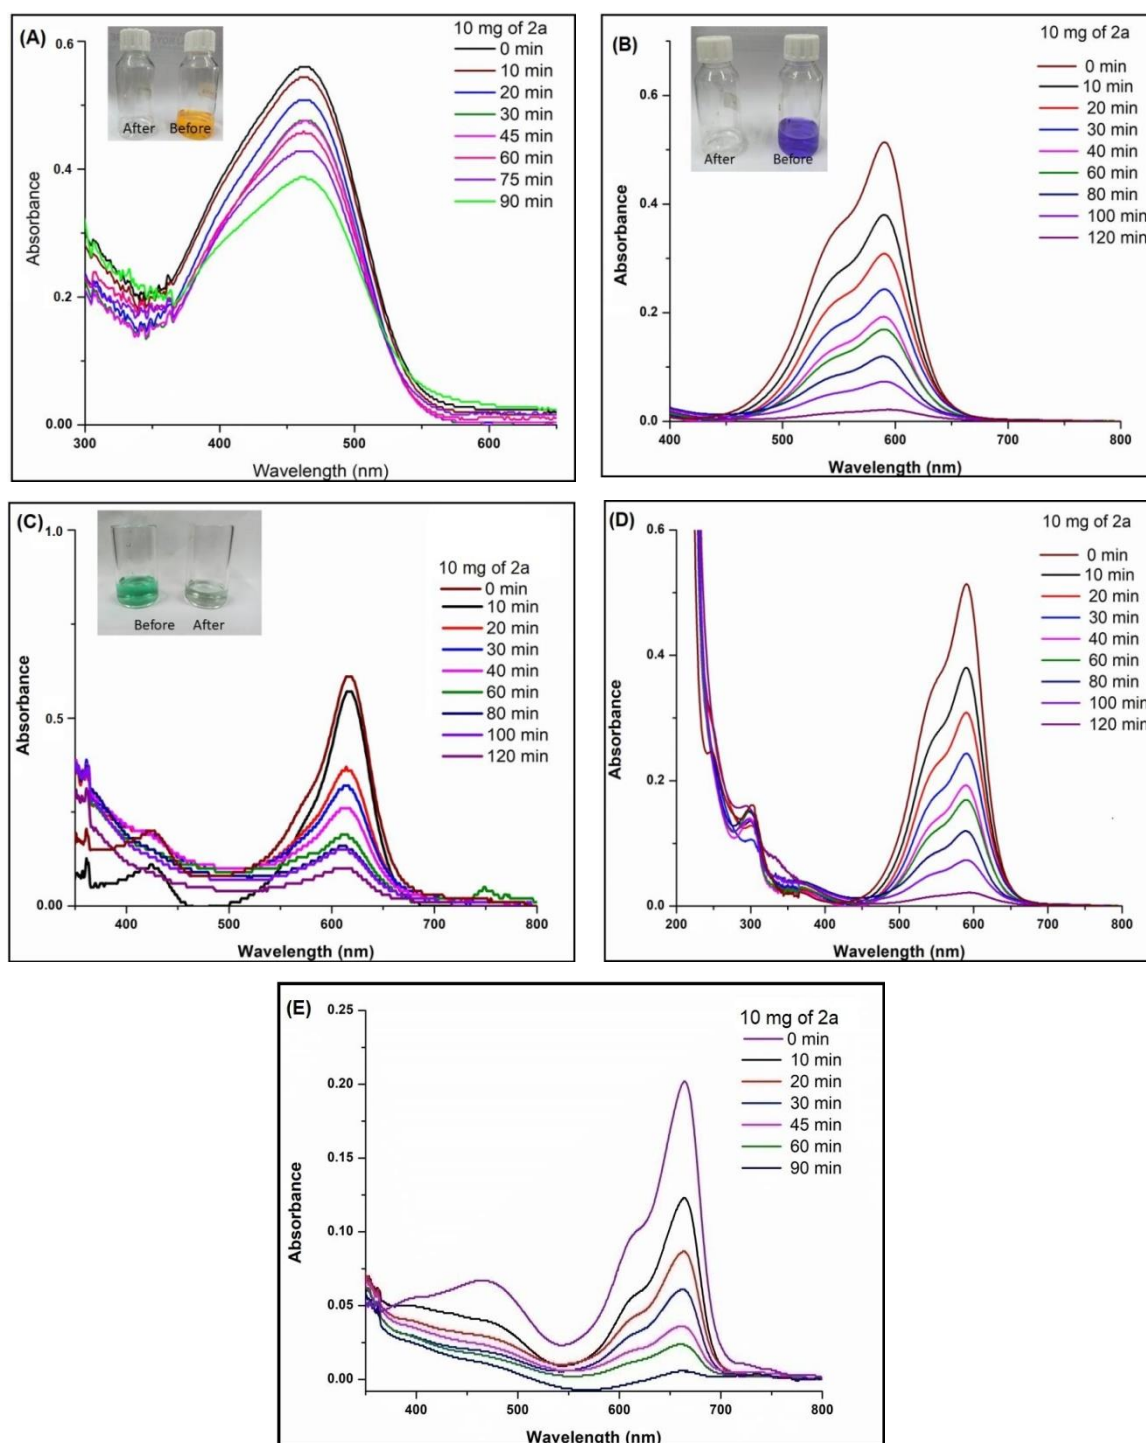 (A)
0.6
0.4
0.2
0.00
Absorbance
300
400
500
600
Wavelength (nm)
After
Before
10 mg of 2a
0 min
10 min
20 min
30 min
45 min
60 min
75 min
90 min
(B)
0.6
0.4
0.2
0.0
Absorbance
400
500
600
700
800
Wavelength (nm)
After
Before
10 mg of 2a
0 min
10 min
20 min
30 min
40 min
60 min
80 min
100 min
120 min
(C)
1.0
0.5
0.00
Absorbance
400
500
600
700
800
Wavelength (nm)
Before
After
10 mg of 2a
0 min
10 min
20 min
30 min
40 min
60 min
80 min
100 min
120 min
(D)
0.6
0.4
0.2
0.0
Absorbance
200
300
400
500
600
700
800
Wavelength (nm)
10 mg of 2a
0 min
10 min
20 min
30 min
40 min
60 min
80 min
100 min
120 min
(E)
0.25
0.20
0.15
0.10
0.05
0.00
Absorbance
400
500
600
700
800
Wavelength (nm)
10 mg of 2a
0 min
10 min
20 min
30 min
45 min
60 min
90 min